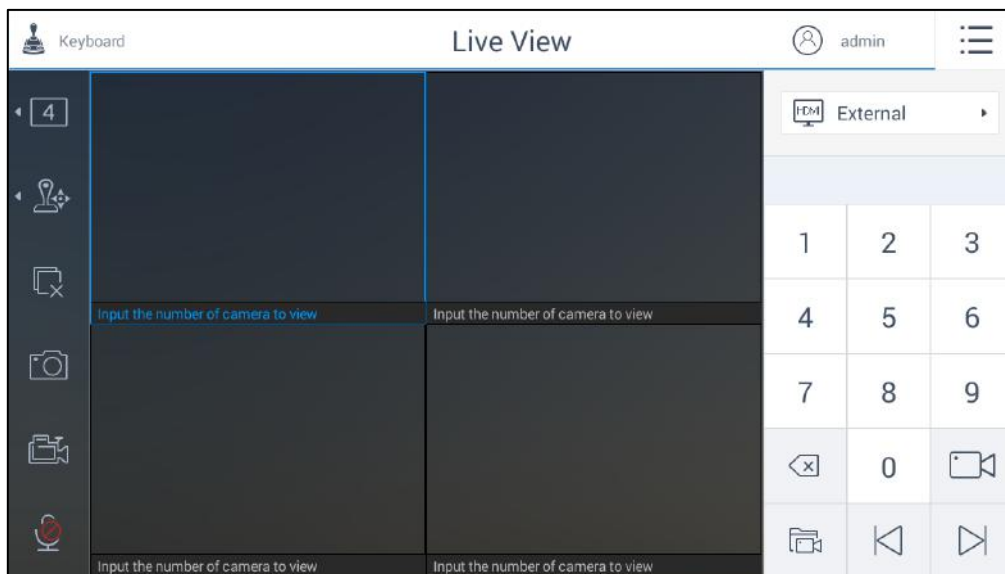 Keyboard
Live View
admin
4
HDMI
External
1 2 3
Input the number of camera to view
Input the number of camera to view
4 5 6
7 8 9
0
Input the number of camera to view
Input the number of camera to view